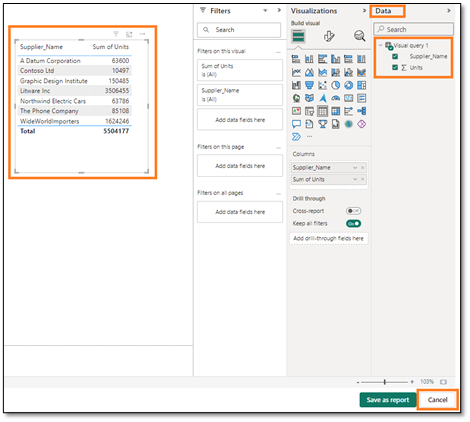 Supplier_Name Sum of Units
A Datum Corporation 63600
Contoso Ltd 10497
Graphic Design Institute 150485
Litware Inc 3506455
Northwind Electric Cars 63786
The Phone Company 85108
WideWorldImporters 1624246
Total 5504177
Filters
Search
Filters on this visual ...
Sum of Units
is (All)
Supplier_Name
is (All)
Add data fields here
Filters on this page ...
Add data fields here
Filters on all pages ...
Add data fields here
Visualizations
Build visual
Columns
Supplier_Name
Sum of Units
Drill through
Cross-report Off
Keep all filters On
Add drill-through fields here
Data
Search
Visual query 1
Supplier_Name
Units
103%
Save as report Cancel